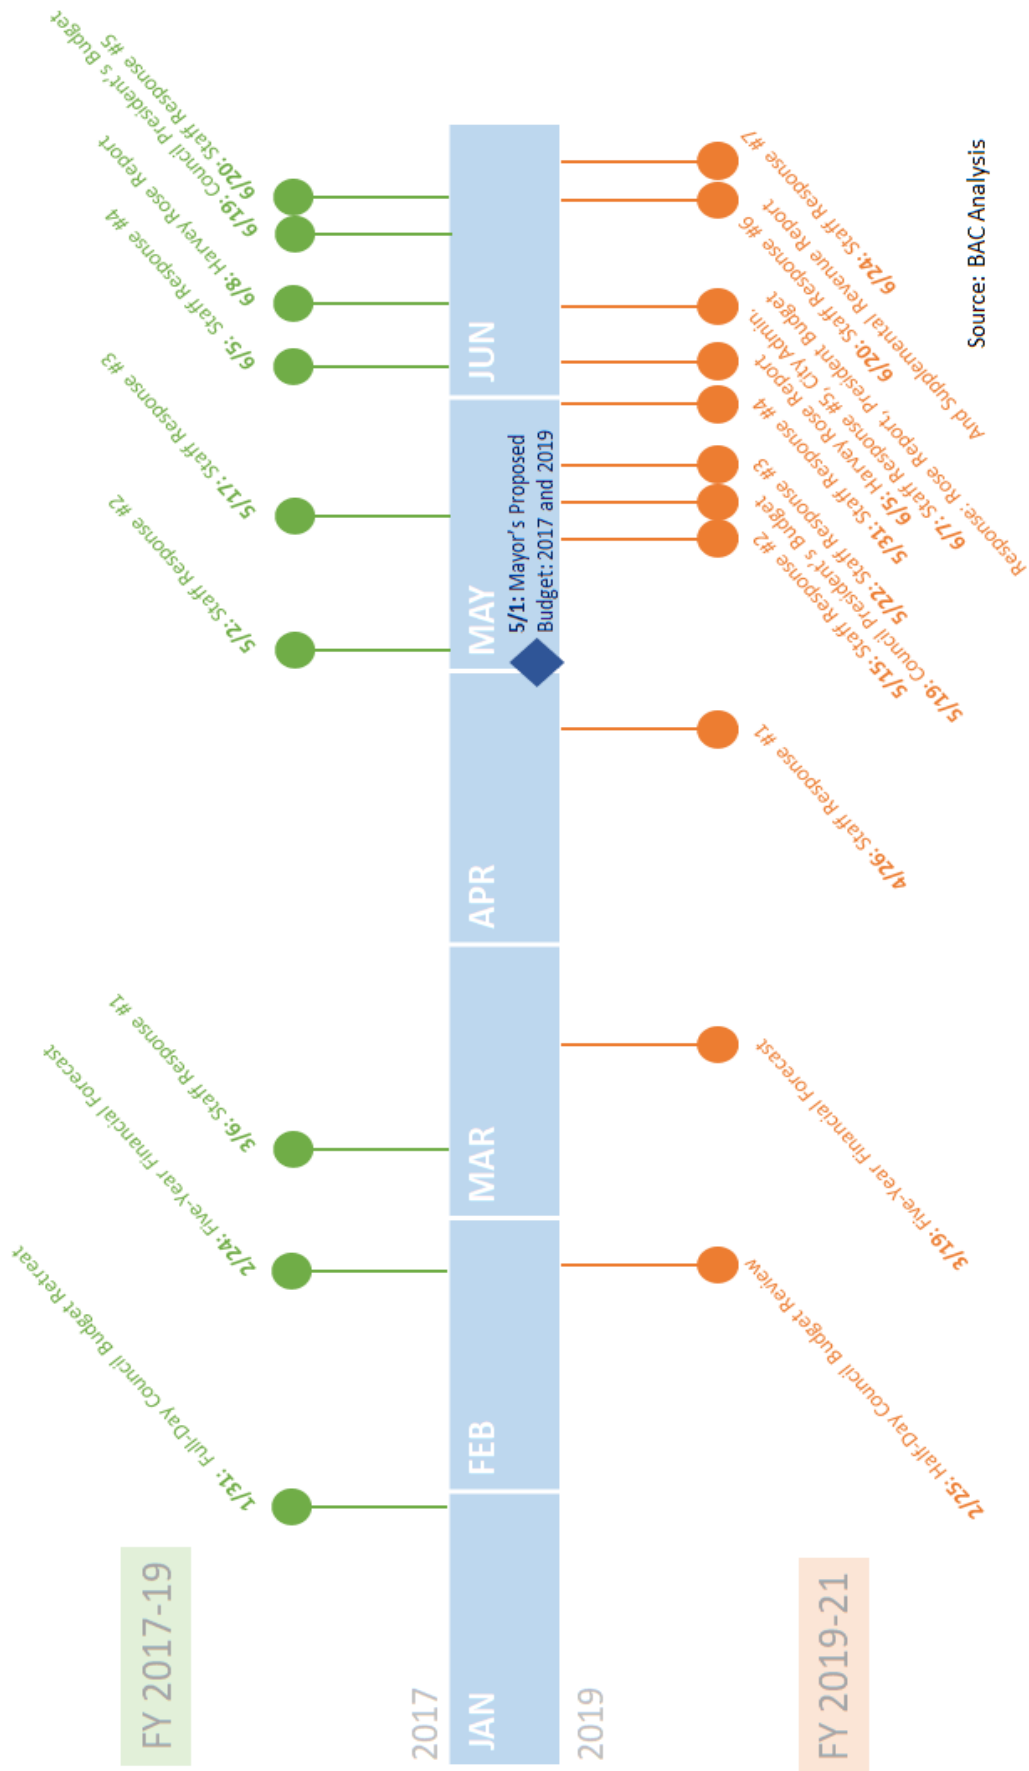 FY 2017-19
1/31: Full-Day Council Budget Retreat
2/24: Five-Year Financial Forecast
3/6: Staff Response #1
5/2: Staff Response #2
5/17: Staff Response #3
6/5: Staff Response #4
6/8: Harvey Rose Report
6/19: Council President's Budget
6/20: Staff Response #5
2017
JAN
FEB
MAR
APR
MAY
JUN
5/1: Mayor's Proposed
Budget: 2017 and 2019
2019
FY 2019-21
2/25: Half-Day Council Budget Review
3/19: Five-Year Financial Forecast
4/26: Staff Response #1
5/15: Staff Response #2
5/19: Council President's Budget
5/22: Staff Response #3
5/31: Staff Response #4
6/5: Harvey Rose Report
6/7: Staff Response #5, City Admin.
Response: Rose Report, President Budget
6/20: Staff Response #6
And Supplemental Revenue Report
6/24: Staff Response #7
Source: BAC Analysis